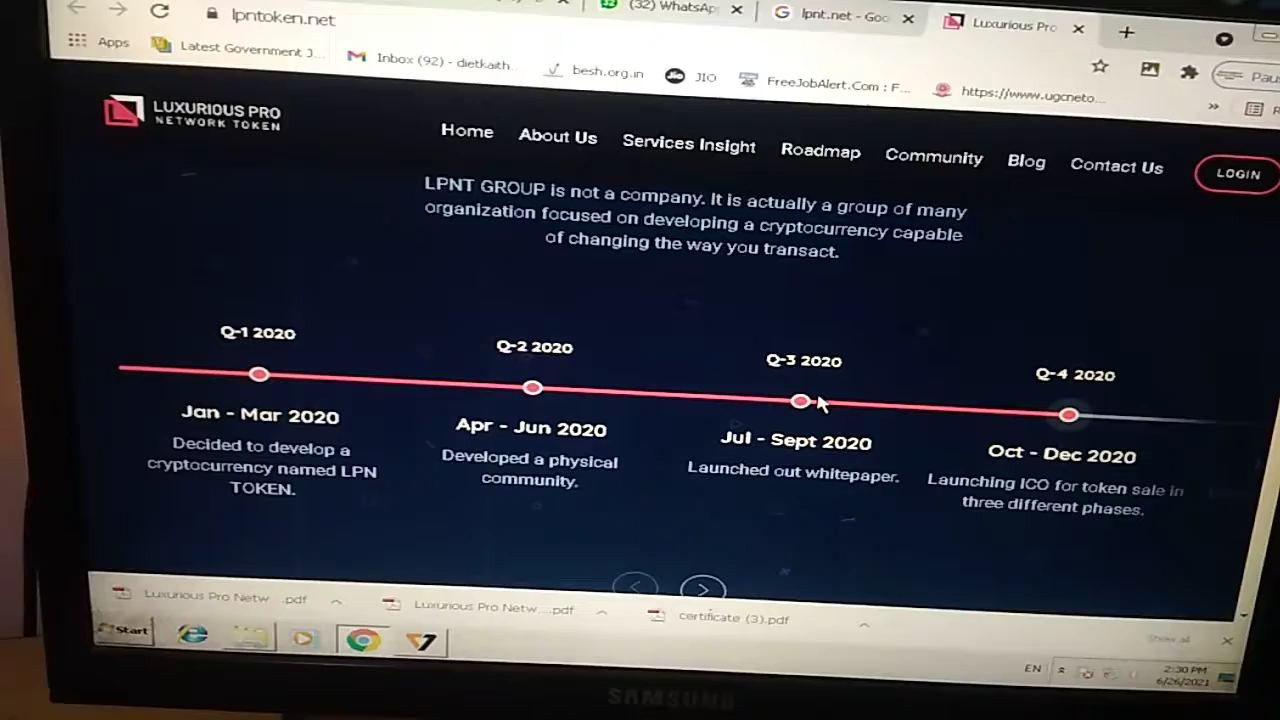 (32) WhatsAp
lpnt.net - Goo
Luxurious Pro
lpntoken.net
Apps
Latest Government J...
Inbox (92) - dietkaith...
besh.org.in
JIO
FreeJobAlert.Com : F...
https://www.ugcneto...
Pau
LUXURIOUS PRO
NETWORK TOKEN
Home About Us Services Insight Roadmap Community Blog Contact Us LOGIN
LPNT GROUP is not a company. It is actually a group of many
organization focused on developing a cryptocurrency capable
of changing the way you transact.
Q-1 2020
Jan - Mar 2020
Decided to develop a
cryptocurrency named LPN
TOKEN.
Q-2 2020
Apr - Jun 2020
Developed a physical
community.
Q-3 2020
Jul - Sept 2020
Launched out whitepaper.
Q-4 2020
Oct - Dec 2020
Launching ICO for token sale in
three different phases.
Luxurious Pro Netw...pdf
Luxurious Pro Netw....pdf
certificate (3).pdf
Show all
Start
EN
2:30 PM
6/26/2021
SAMSUNG